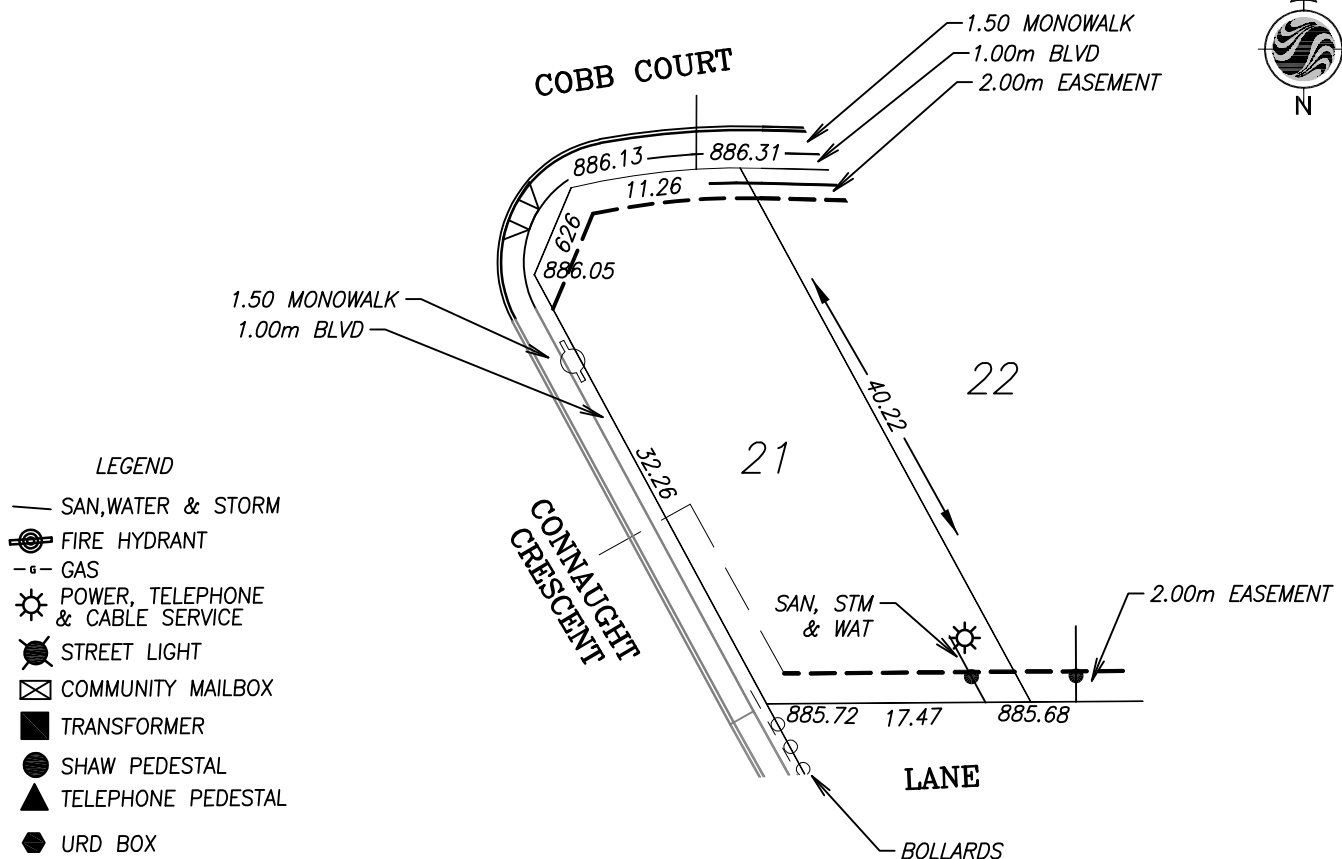 1.50 MONOWALK
1.00m BLVD
2.00m EASEMENT
N
COBB COURT
886.13
886.31
11.26
626
886.05
1.50 MONOWALK
1.00m BLVD
40.22
22
21
32.26
CONNAUGHT
CRESCENT
LEGEND
SAN,WATER & STORM
FIRE HYDRANT
G GAS
POWER, TELEPHONE
& CABLE SERVICE
STREET LIGHT
COMMUNITY MAILBOX
TRANSFORMER
SHAW PEDESTAL
TELEPHONE PEDESTAL
URD BOX
SAN, STM
& WAT
2.00m EASEMENT
885.72
17.47
885.68
LANE
BOLLARDS